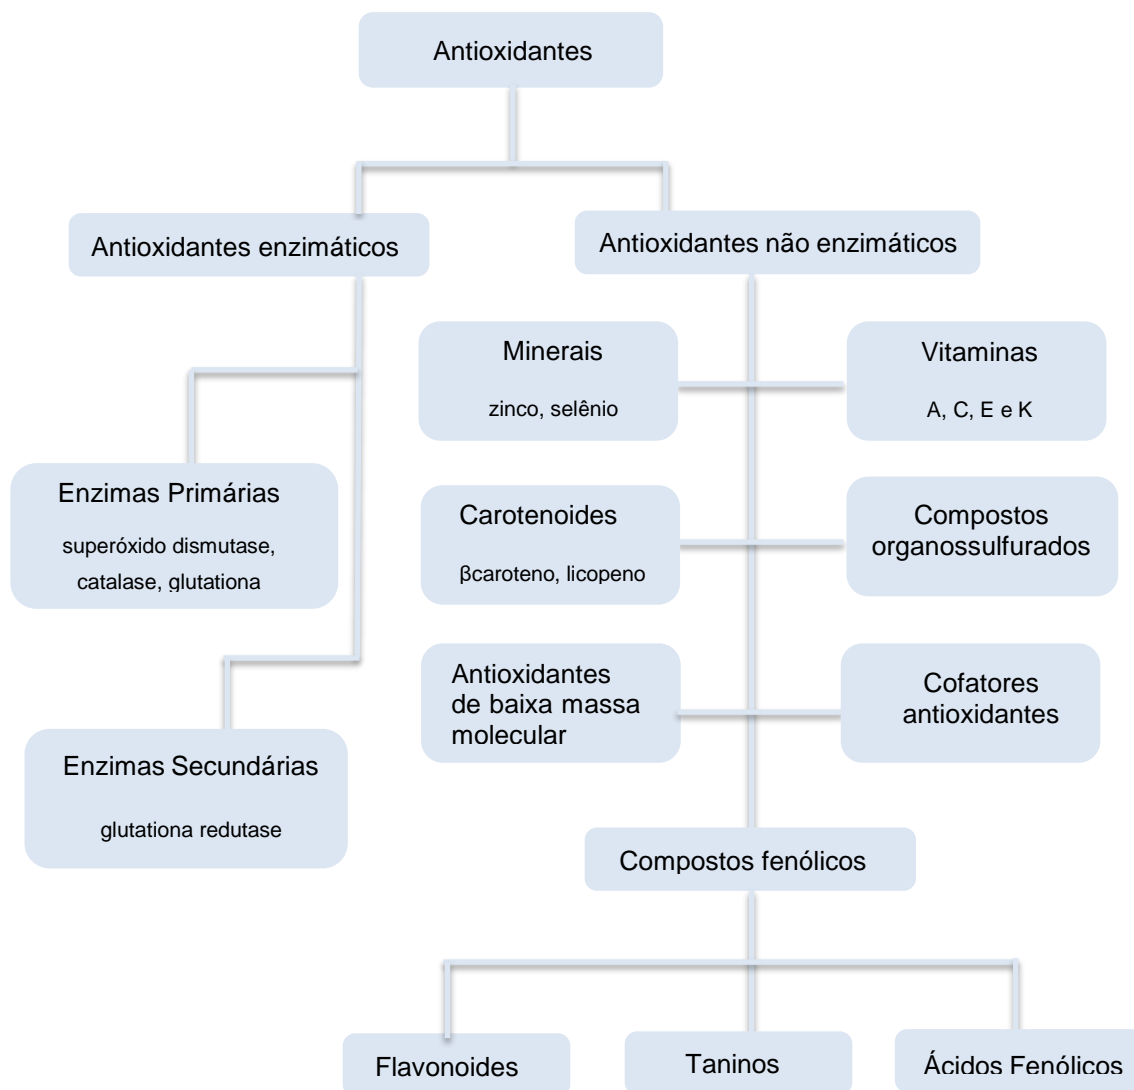 Antioxidantes
Antioxidantes enzimáticos
Antioxidantes não enzimáticos
Minerais
zinco, selênio
Vitaminas
A, C, E e K
Enzimas Primárias
superóxido dismutase,
catalase, glutationa
Carotenoides
βcaroteno, licopeno
Compostos
organossulfurados
Antioxidantes
de baixa massa
molecular
Cofatores
antioxidantes
Enzimas Secundárias
glutationa redutase
Compostos fenólicos
Flavonoides
Taninos
Ácidos Fenólicos